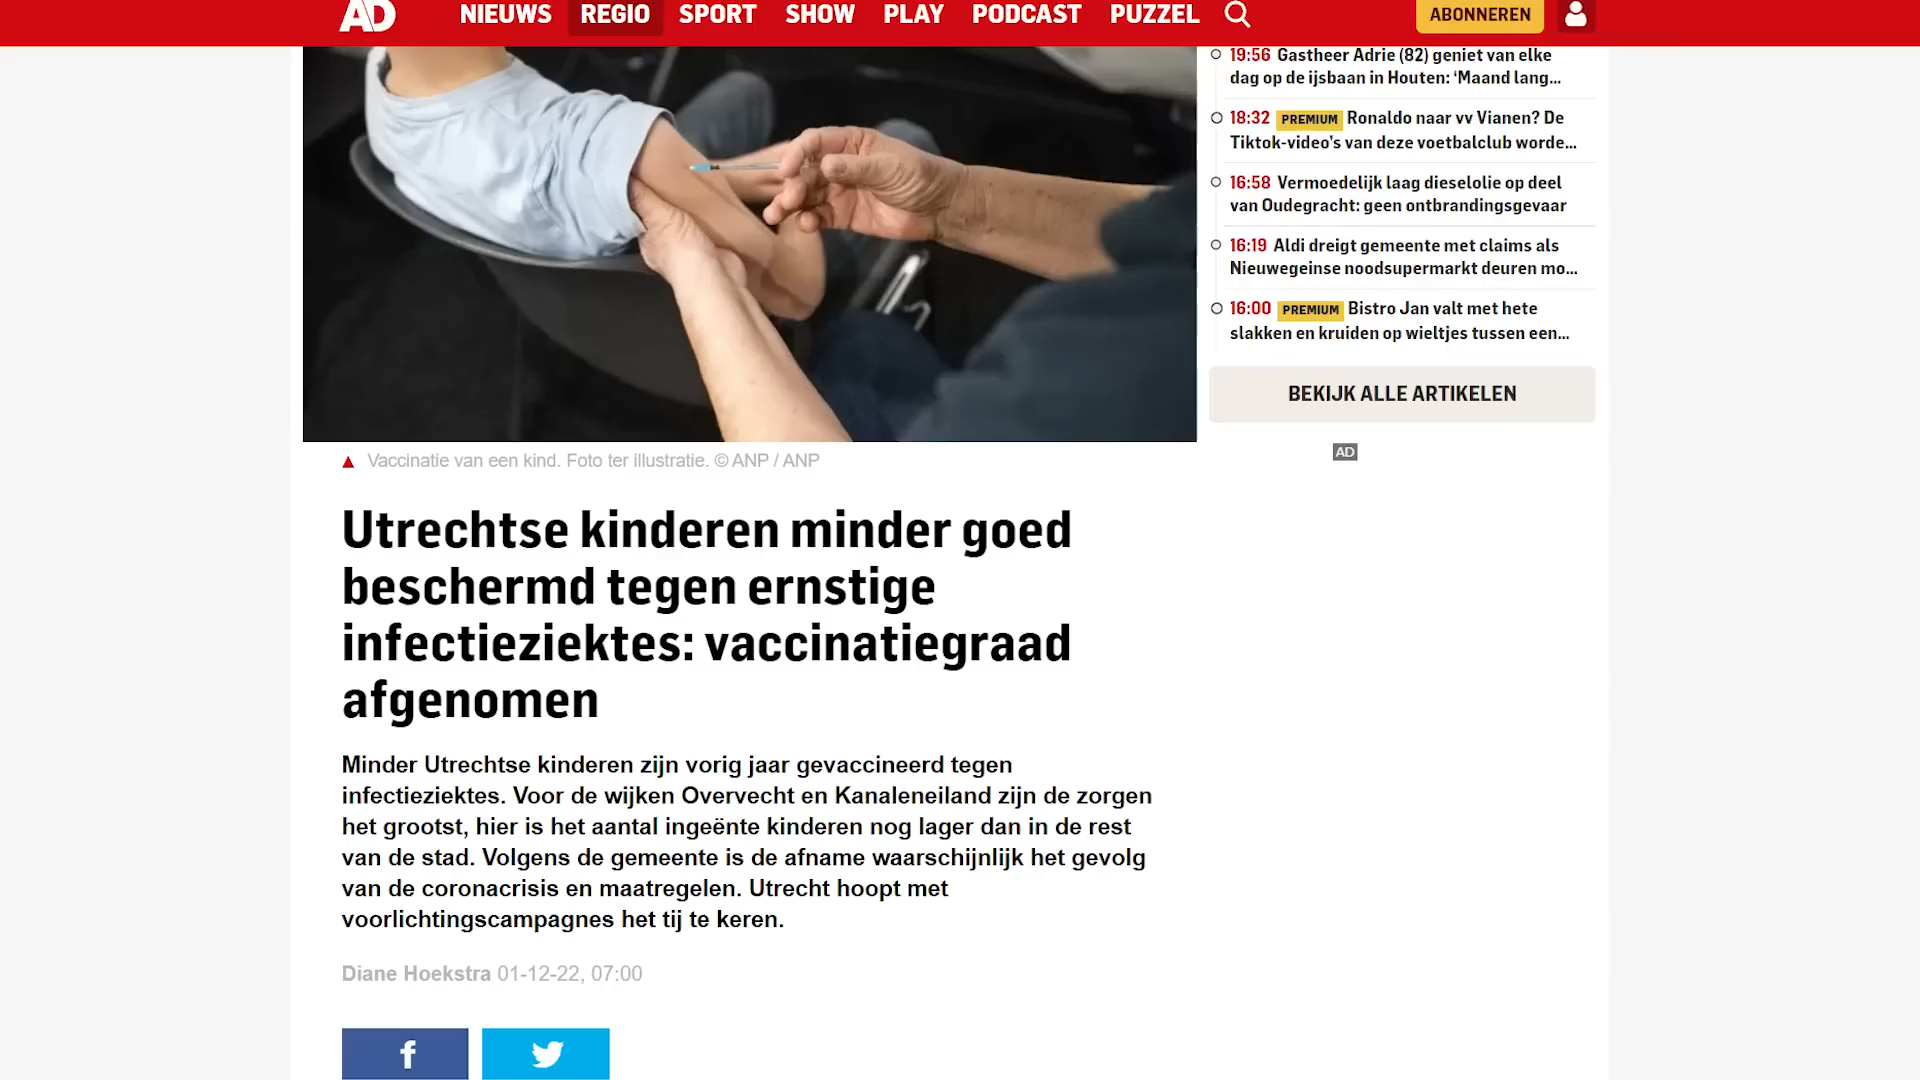 AD
NIEUWS REGIO SPORT SHOW PLAY PODCAST PUZZEL
ABONNEREN
19:56 Gastheer Adrie (82) geniet van elke
dag op de ijsbaan in Houten: ‘Maand lang...
18:32 PREMIUM Ronaldo naar vv Vianen? De
Tiktok-video’s van deze voetbalclub worde...
16:58 Vermoedelijk laag dieselolie op deel
van Oudegracht: geen ontbrandingsgevaar
16:19 Aldi dreigt gemeente met claims als
Nieuwegeinse noodsupermarkt deuren mo...
16:00 PREMIUM Bistro Jan valt met hete
slakken en kruiden op wieltjes tussen een...
BEKIJK ALLE ARTIKELEN
AD
Vaccinatie van een kind. Foto ter illustratie. © ANP / ANP
Utrechtse kinderen minder goed
beschermd tegen ernstige
infectieziektes: vaccinatiegraad
afgenomen
Minder Utrechtse kinderen zijn vorig jaar gevaccineerd tegen
infectieziektes. Voor de wijken Overvecht en Kanaleneiland zijn de zorgen
het grootst, hier is het aantal ingeënte kinderen nog lager dan in de rest
van de stad. Volgens de gemeente is de afname waarschijnlijk het gevolg
van de coronacrisis en maatregelen. Utrecht hoopt met
voorlichtingscampagnes het tij te keren.
Diane Hoekstra 01-12-22, 07:00
f